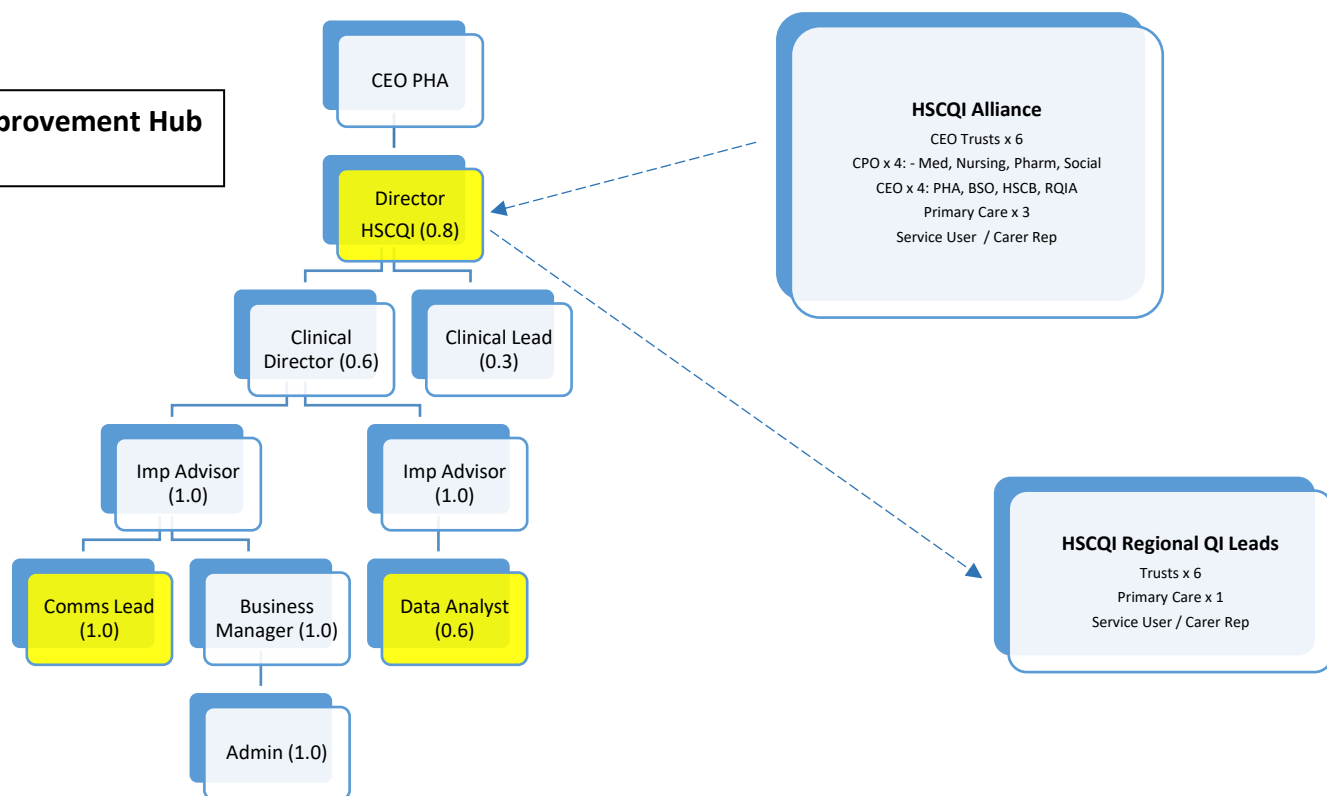 provement Hub
CEO PHA
Director
HSCQI (0.8)
Clinical
Director (0.6)
Clinical Lead
(0.3)
Imp Advisor
(1.0)
Imp Advisor
(1.0)
Comms Lead
(1.0)
Business
Manager (1.0)
Data Analyst
(0.6)
Admin (1.0)
HSCQI Alliance
CEO Trusts x 6
CPO x 4: - Med, Nursing, Pharm, Social
CEO x 4: PHA, BSO, HSCB, RQIA
Primary Care x 3
Service User / Carer Rep
HSCQI Regional QI Leads
Trusts x 6
Primary Care x 1
Service User / Carer Rep